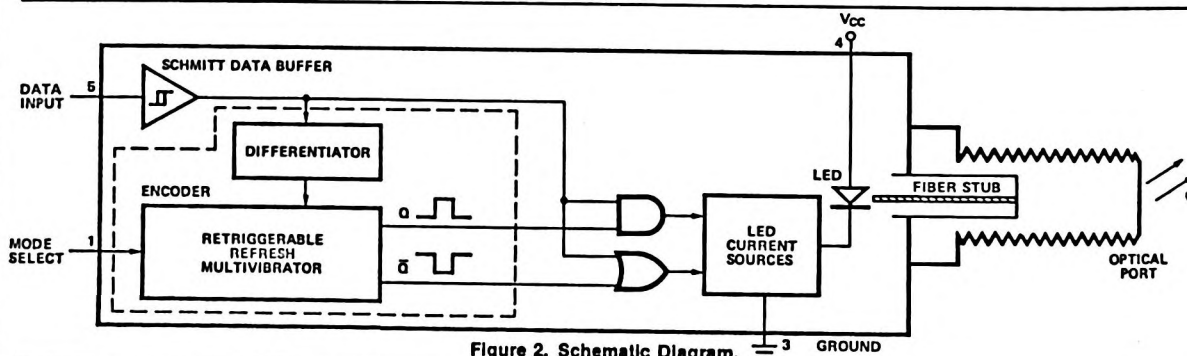 VCC
4
SCHMITT DATA BUFFER
DATA
INPUT
5
DIFFERENTIATOR
LED
FIBER STUB
ENCODER
MODE
SELECT
1
RETRIGGERABLE
REFRESH
MULTIVIBRATOR
Q
Q̅
LED
CURRENT
SOURCES
OPTICAL
PORT
3
GROUND
Figure 2. Schematic Diagram.